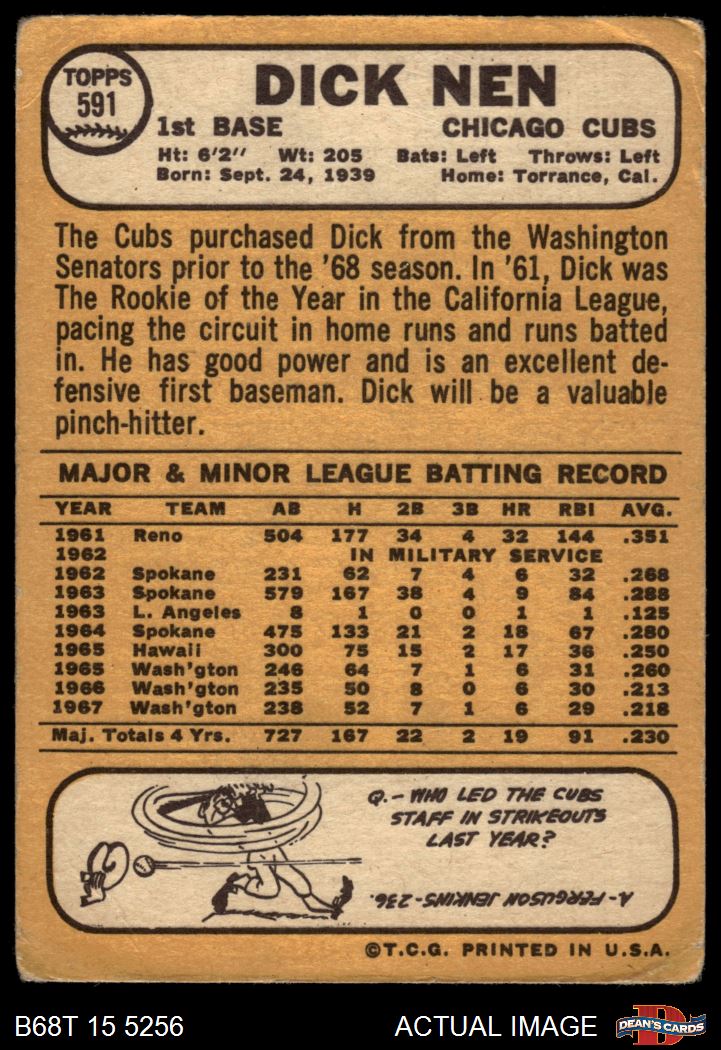 TOPPS
591
DICK NEN
1st BASE CHICAGO CUBS
Ht: 6'2" Wt: 205 Bats: Left Throws: Left
Born: Sept. 24, 1939 Home: Torrance, Cal.
The Cubs purchased Dick from the Washington
Senators prior to the '68 season. In '61, Dick was
The Rookie of the Year in the California League,
pacing the circuit in home runs and runs batted
in. He has good power and is an excellent de-
fensive first baseman. Dick will be a valuable
pinch-hitter.
MAJOR & MINOR LEAGUE BATTING RECORD
YEAR TEAM AB H 2B 3B HR RBI AVG.
1961 Reno 504 177 34 4 32 144 .351
1962 IN MILITARY SERVICE
1962 Spokane 231 62 7 4 6 32 .268
1963 Spokane 579 167 38 4 9 84 .288
1963 L. Angeles 8 1 0 0 1 1 .125
1964 Spokane 475 133 21 2 18 67 .280
1965 Hawaii 300 75 15 2 17 36 .250
1965 Wash'gton 246 64 7 1 6 31 .260
1966 Wash'gton 235 50 8 0 6 30 .213
1967 Wash'gton 238 52 7 1 6 29 .218
Maj. Totals 4 Yrs. 727 167 22 2 19 91 .230
Q.-WHO LED THE CUBS
STAFF IN STRIKEOUTS
LAST YEAR?
A-FERGUSON JENKINS-236.
©T.C.G. PRINTED IN U.S.A.
B68T 15 5256 ACTUAL IMAGE DEAN'S CARDS